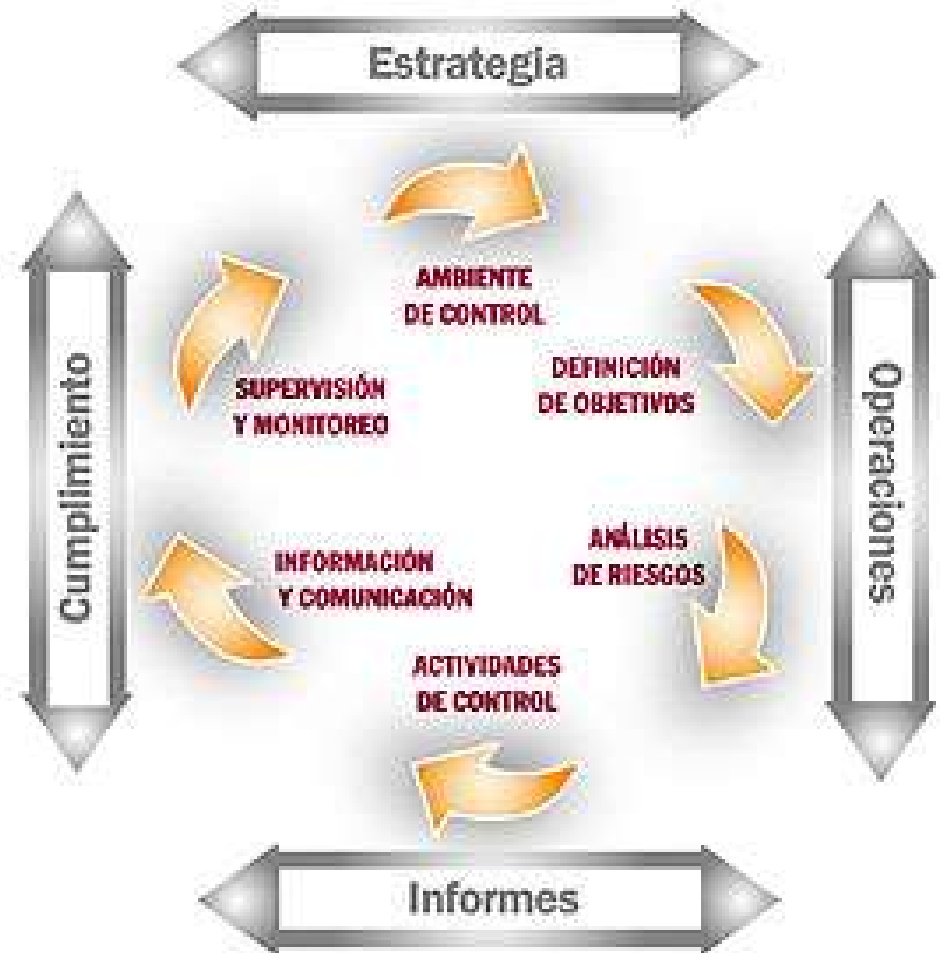 Estrategia
AMBIENTE
DE CONTROL
DEFINICIÓN
DE OBJETIVOS
Operaciones
ANÁLISIS
DE RIESGOS
ACTIVIDADES
DE CONTROL
Informes
INFORMACIÓN
Y COMUNICACIÓN
SUPERVISIÓN
Y MONITOREO
Cumplimiento